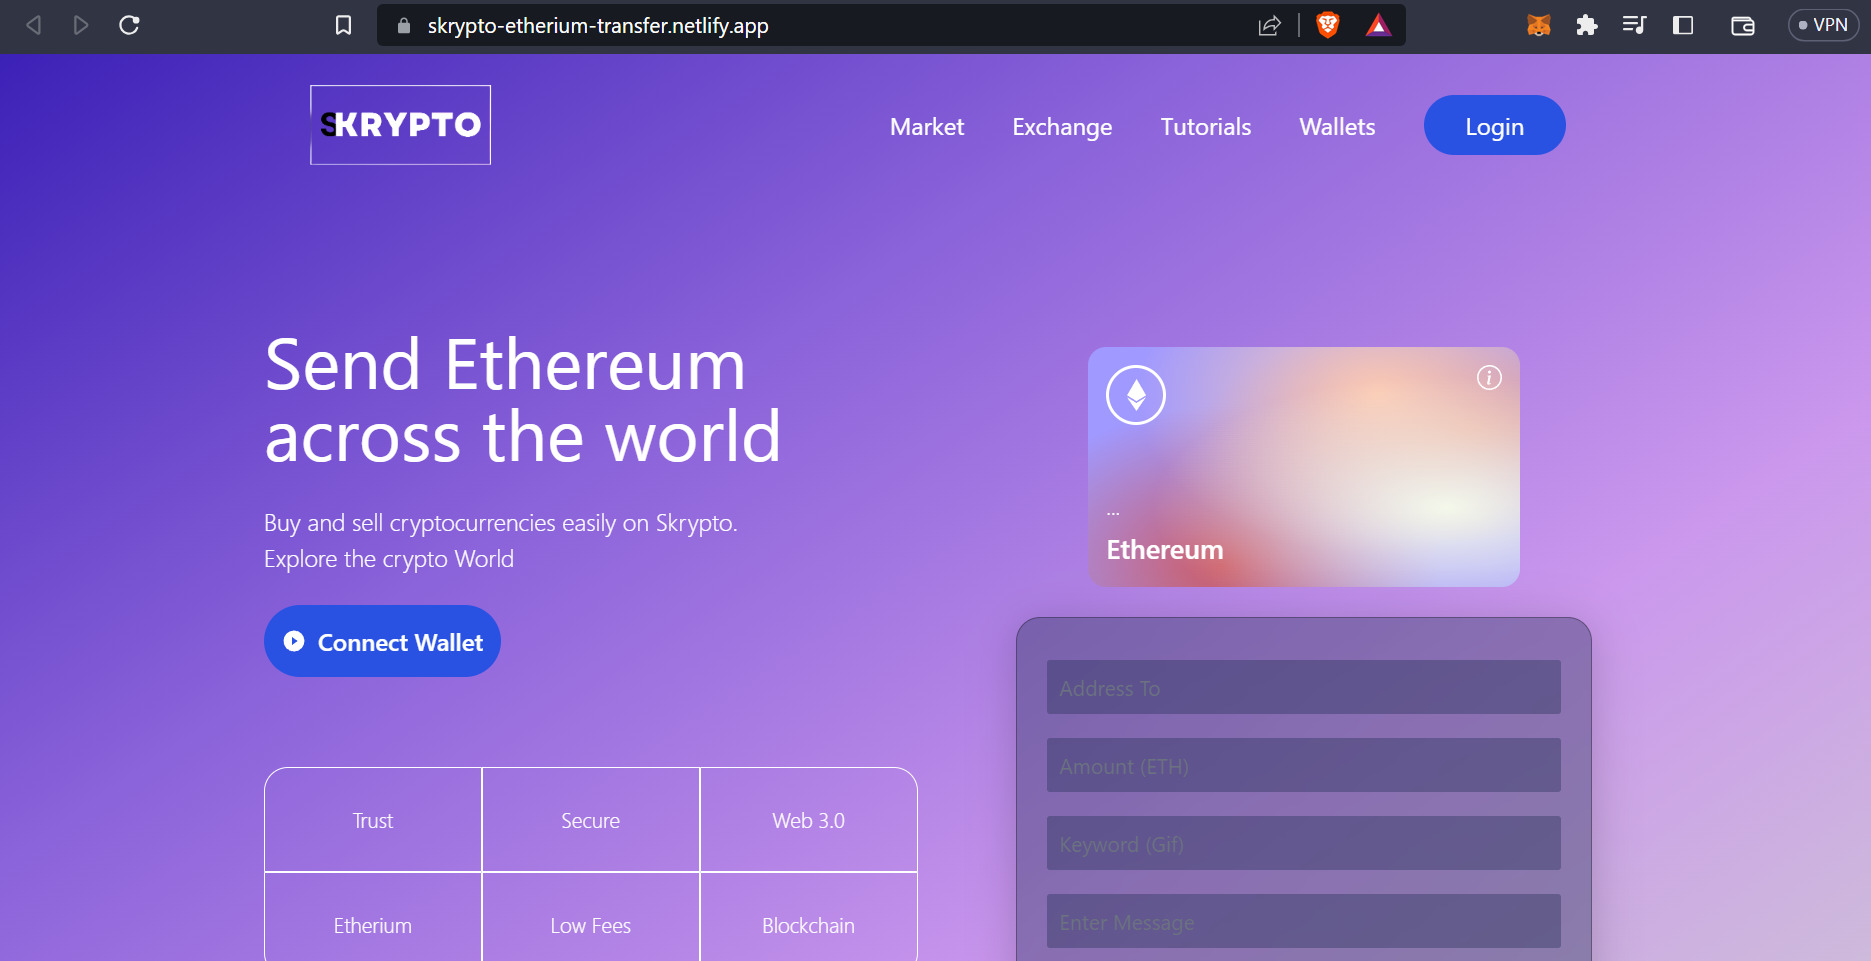 skrypto-etherium-transfer.netlify.app
VPN
SKRYPTO
Market
Exchange
Tutorials
Wallets
Login
Send Ethereum
across the world
Buy and sell cryptocurrencies easily on Skrypto.
Explore the crypto World
Connect Wallet
...
Ethereum
Address To
Amount (ETH)
Keyword (Gif)
Enter Message
Trust
Secure
Web 3.0
Etherium
Low Fees
Blockchain